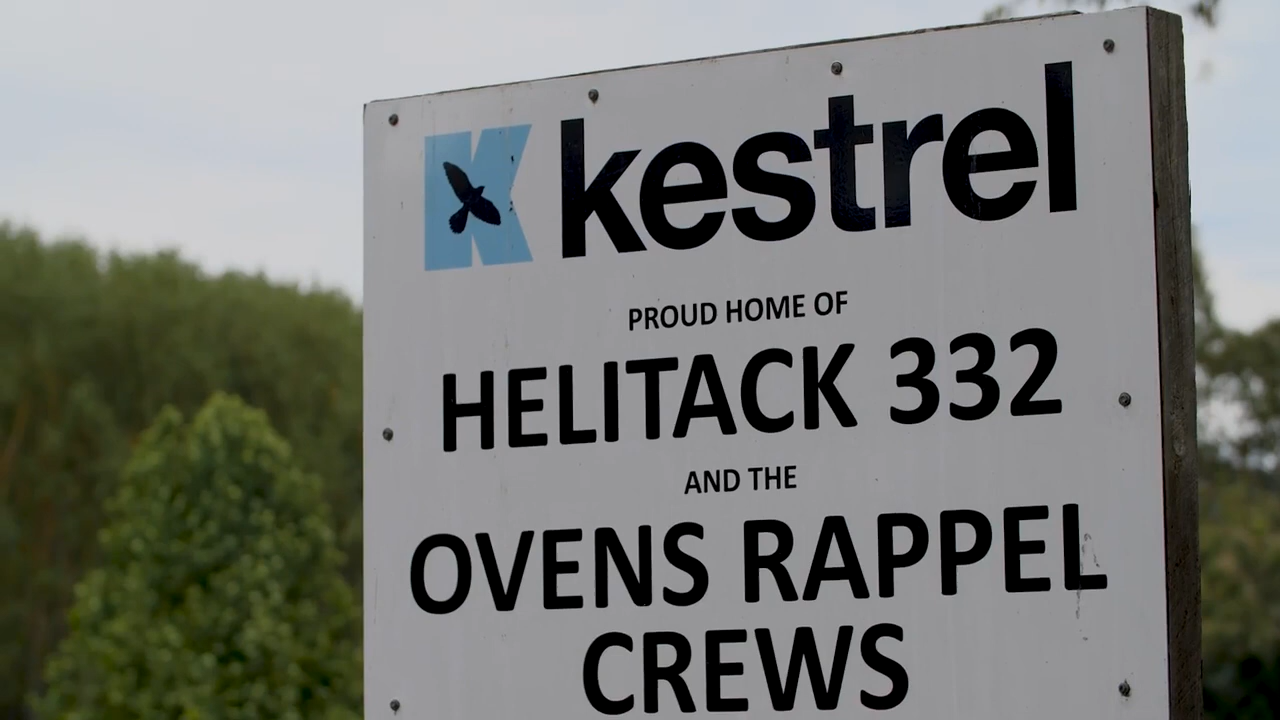 K kestrel
PROUD HOME OF
HELITACK 332
AND THE
OVENS RAPPEL
CREWS